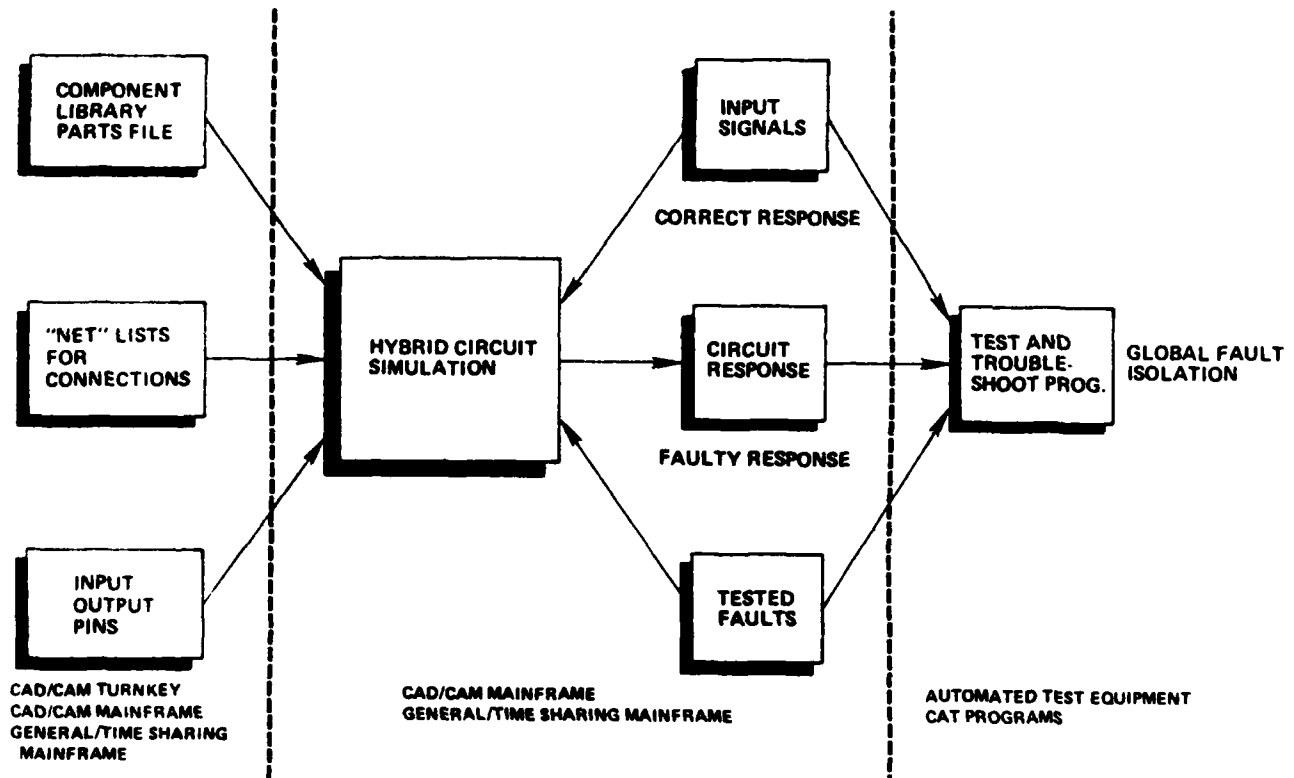 COMPONENT
LIBRARY
PARTS FILE
"NET" LISTS
FOR
CONNECTIONS
INPUT
OUTPUT
PINS
CAD/CAM TURNKEY
CAD/CAM MAINFRAME
GENERAL/TIME SHARING
MAINFRAME
HYBRID CIRCUIT
SIMULATION
INPUT
SIGNALS
CORRECT RESPONSE
CIRCUIT
RESPONSE
FAULTY RESPONSE
TESTED
FAULTS
CAD/CAM MAINFRAME
GENERAL/TIME SHARING MAINFRAME
TEST AND
TROUBLE-
SHOOT PROG.
GLOBAL FAULT
ISOLATION
AUTOMATED TEST EQUIPMENT
CAT PROGRAMS